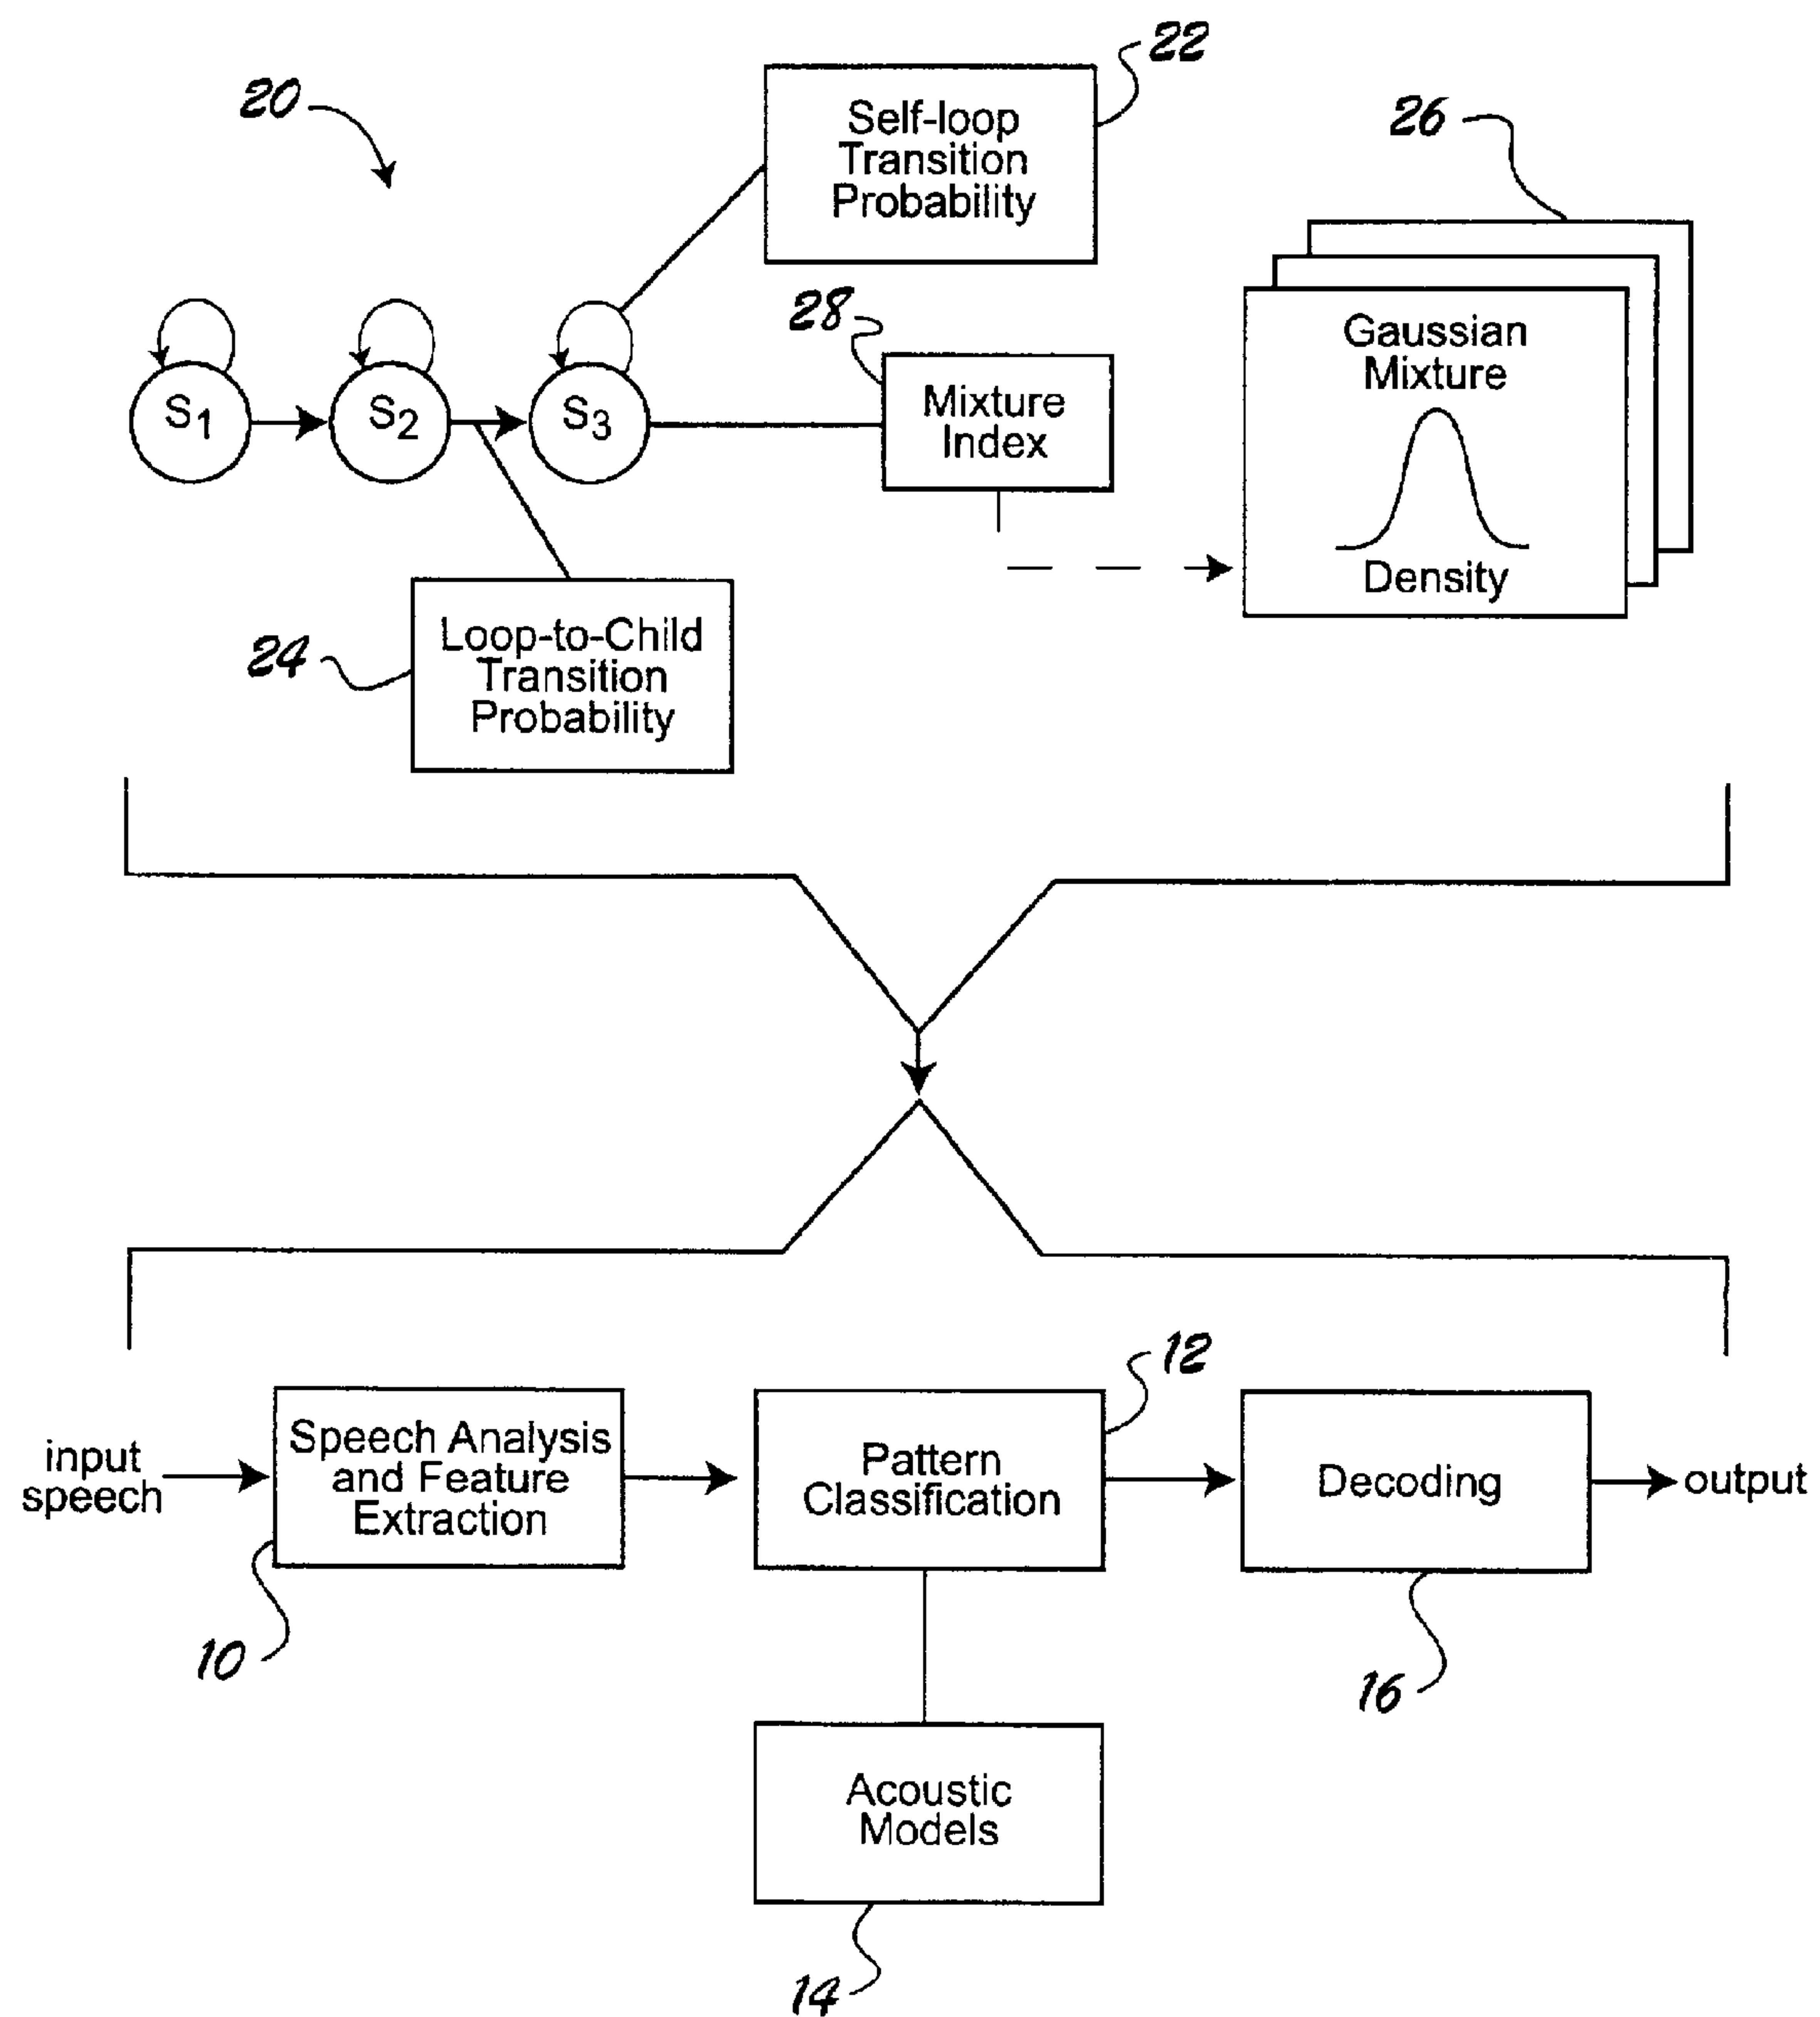 22
20
Self-loop
Transition
Probability
26
28
Gaussian
Mixture
Density
S1
S2
S3
Mixture
Index
24
Loop-to-Child
Transition
Probability
12
input
speech
Speech Analysis
and Feature
Extraction
Pattern
Classification
Decoding
output
10
16
Acoustic
Models
14